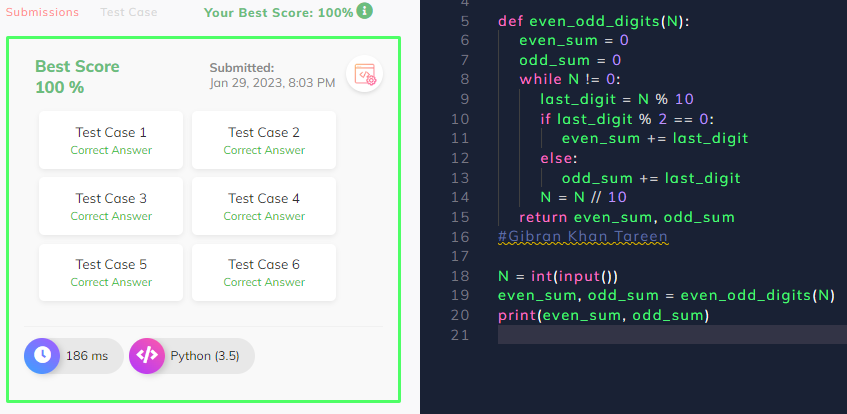 Submissions Test Case Your Best Score: 100%
Best Score
100 %
Submitted:
Jan 29, 2023, 8:03 PM
Test Case 1 Test Case 2
Correct Answer Correct Answer
Test Case 3 Test Case 4
Correct Answer Correct Answer
Test Case 5 Test Case 6
Correct Answer Correct Answer
186 ms Python (3.5)
4
5 def even_odd_digits(N):
6 even_sum = 0
7 odd_sum = 0
8 while N != 0:
9 last_digit = N % 10
10 if last_digit % 2 == 0:
11 even_sum += last_digit
12 else:
13 odd_sum += last_digit
14 N = N // 10
15 return even_sum, odd_sum
16 #Gibran Khan Tareen
17
18 N = int(input())
19 even_sum, odd_sum = even_odd_digits(N)
20 print(even_sum, odd_sum)
21